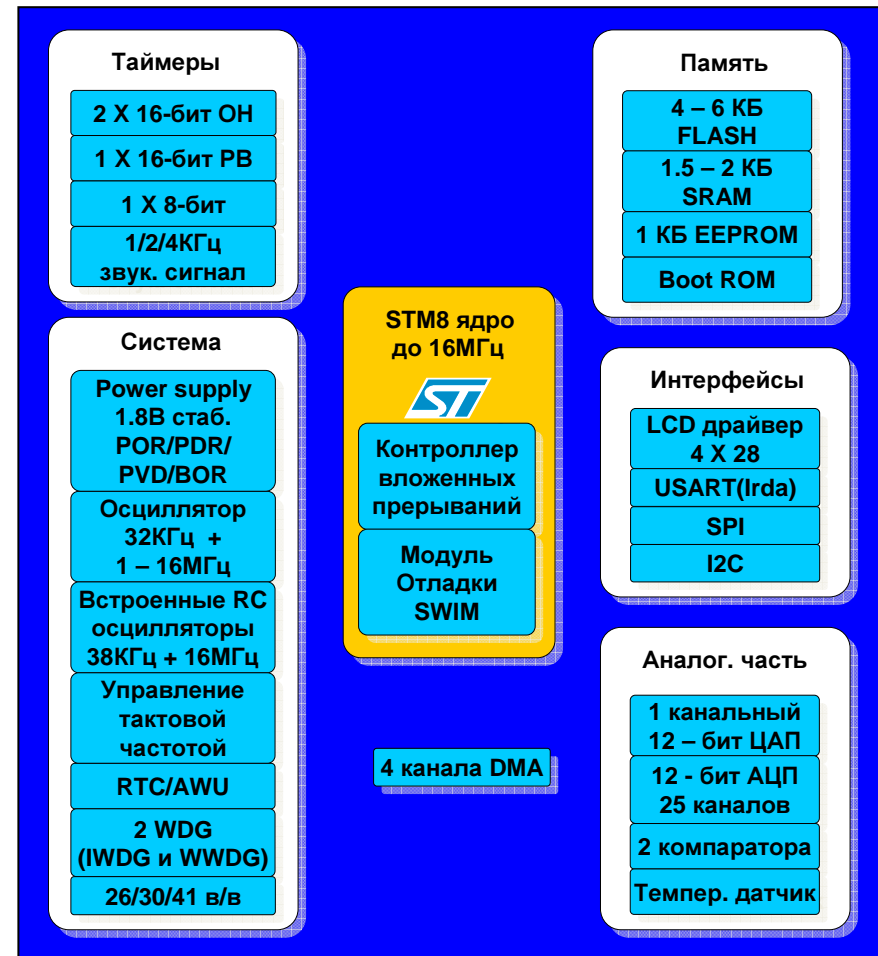 Таймеры
2 X 16-бит ОН
1 X 16-бит РВ
1 X 8-бит
1/2/4КГц
звук. сигнал
Система
Power supply
1.8В стаб.
POR/PDR/
PVD/BOR
Осциллятор
32КГц +
1 – 16МГц
Встроенные RC
осцилляторы
38КГц + 16МГц
Управление
тактовой
частотой
RTC/AWU
2 WDG
(IWDG и WWDG)
26/30/41 в/в
STM8 ядро
до 16МГц
ST
Контроллер
вложенных
прерываний
Модуль
Отладки
SWIM
4 канала DMA
Память
4 – 6 КБ
FLASH
1.5 – 2 КБ
SRAM
1 КБ EEPROM
Boot ROM
Интерфейсы
LCD драйвер
4 X 28
USART(Irda)
SPI
I2C
Аналог. часть
1 канальный
12 – бит ЦАП
12 - бит АЦП
25 каналов
2 компаратора
Темпер. датчик